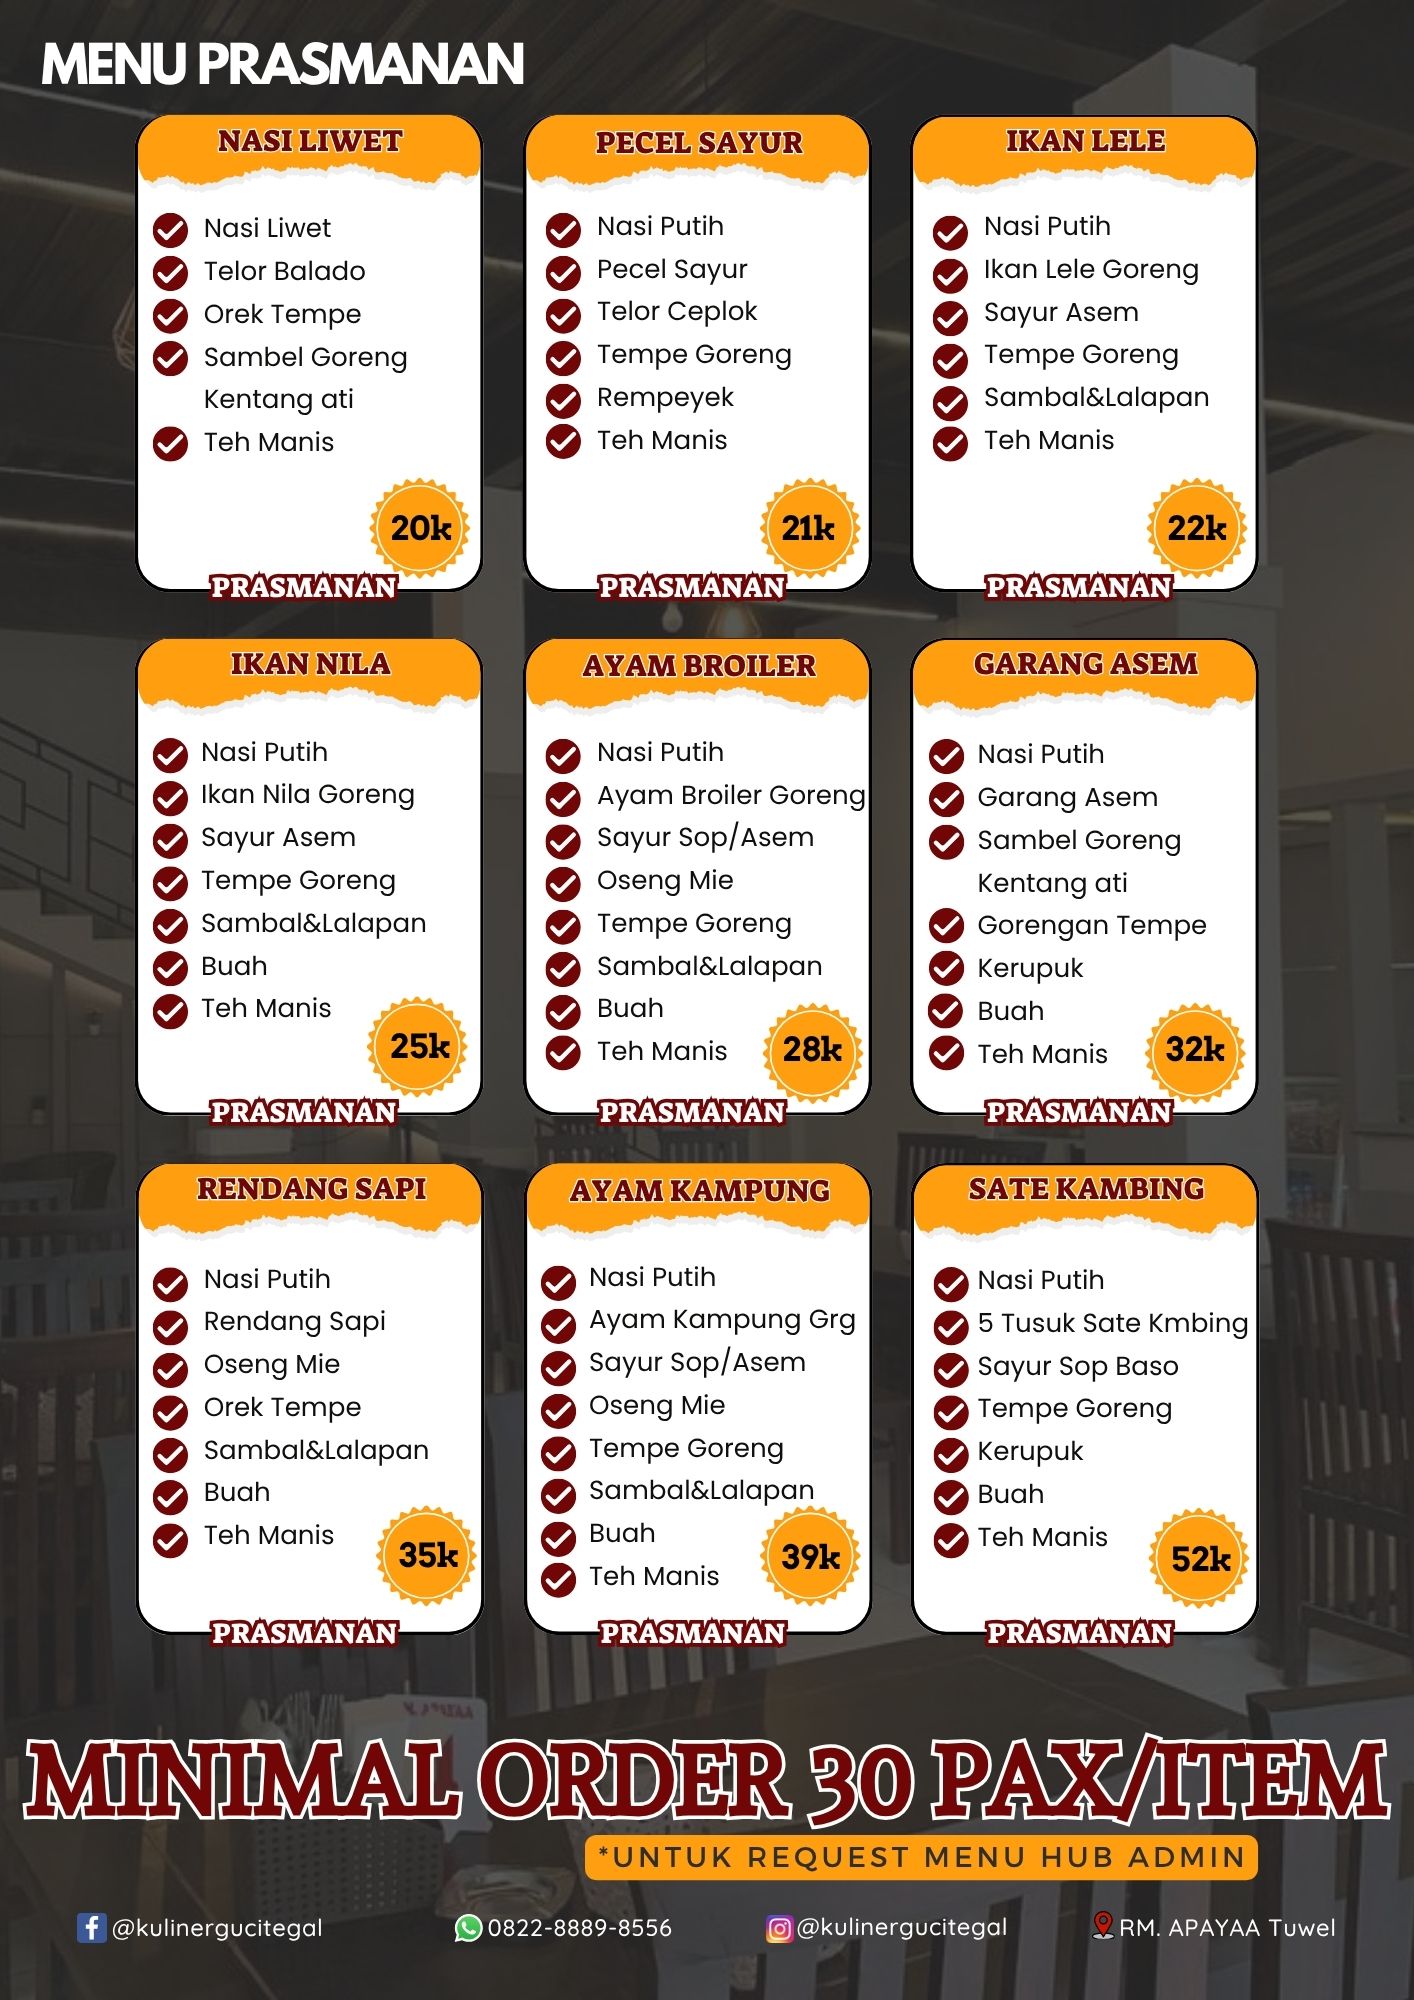 MENU PRASMANAN
NASI LIWET
Nasi Liwet
Telor Balado
Orek Tempe
Sambel Goreng
Kentang ati
Teh Manis
20k
PRASMANAN
PECEL SAYUR
Nasi Putih
Pecel Sayur
Telor Ceplok
Tempe Goreng
Rempeyek
Teh Manis
21k
PRASMANAN
IKAN LELE
Nasi Putih
Ikan Lele Goreng
Sayur Asem
Tempe Goreng
Sambal&Lalapan
Teh Manis
22k
PRASMANAN
IKAN NILA
Nasi Putih
Ikan Nila Goreng
Sayur Asem
Tempe Goreng
Sambal&Lalapan
Buah
Teh Manis
25k
PRASMANAN
AYAM BROILER
Nasi Putih
Ayam Broiler Goreng
Sayur Sop/Asem
Oseng Mie
Tempe Goreng
Sambal&Lalapan
Buah
Teh Manis
28k
PRASMANAN
GARANG ASEM
Nasi Putih
Garang Asem
Sambel Goreng
Kentang ati
Gorengan Tempe
Kerupuk
Buah
Teh Manis
32k
PRASMANAN
RENDANG SAPI
Nasi Putih
Rendang Sapi
Oseng Mie
Orek Tempe
Sambal&Lalapan
Buah
Teh Manis
35k
PRASMANAN
AYAM KAMPUNG
Nasi Putih
Ayam Kampung Grg
Sayur Sop/Asem
Oseng Mie
Tempe Goreng
Sambal&Lalapan
Buah
Teh Manis
39k
PRASMANAN
SATE KAMBING
Nasi Putih
5 Tusuk Sate Kmbing
Sayur Sop Baso
Tempe Goreng
Kerupuk
Buah
Teh Manis
52k
PRASMANAN
MINIMAL ORDER 30 PAX/ITEM
*UNTUK REQUEST MENU HUB ADMIN
@kulinergucitegal 0822-8889-8556 @kulinergucitegal RM. APAYAA Tuwel